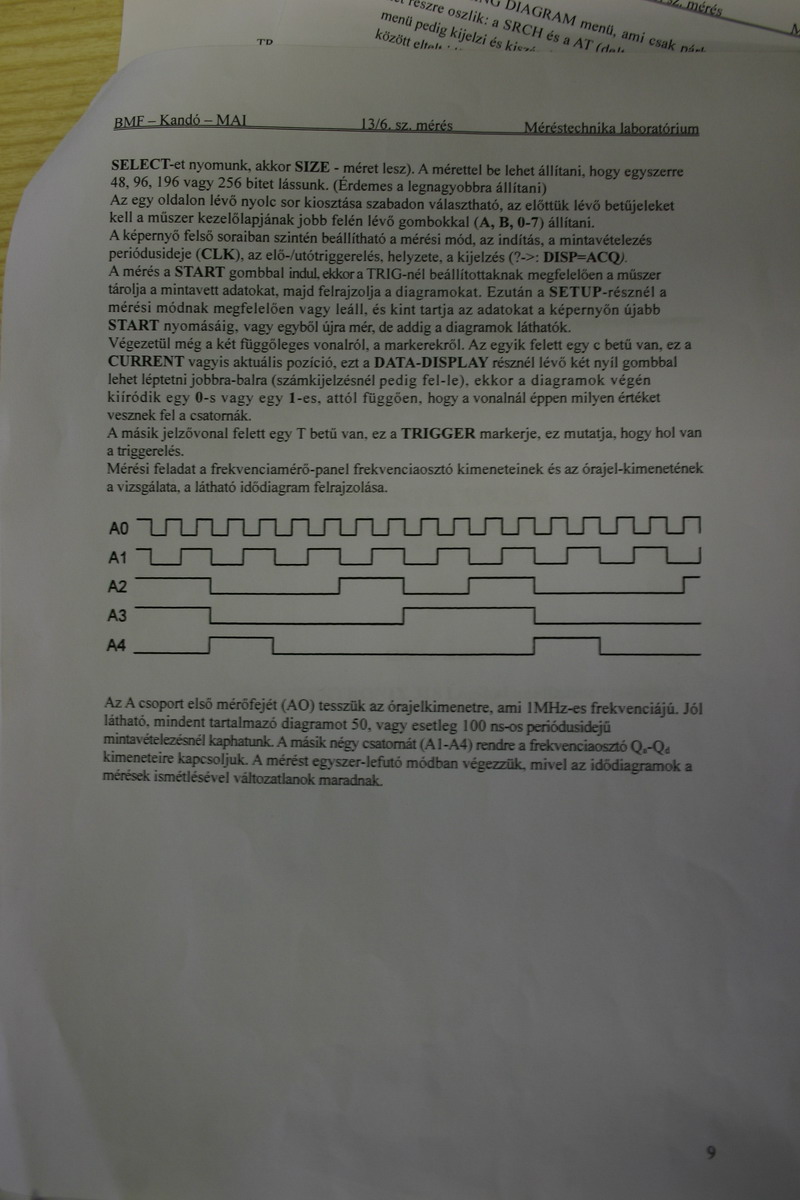 DIAGRAM menü, ami csak
részre oszlik: a SRCH és a AT
menü pedig kijelzi és
között
sz. mérés
BMF – Kandó – MAI 13/6. sz. mérés Méréstechnika laboratórium
SELECT-et nyomunk, akkor SIZE - méret lesz). A mérettel be lehet állítani, hogy egyszerre
48, 96, 196 vagy 256 bitet lássunk. (Érdemes a legnagyobbra állítani)
Az egy oldalon lévő nyolc sor kiosztása szabadon választható, az előttük lévő betűjeleket
kell a műszer kezelőlapjának jobb felén lévő gombokkal (A, B, 0-7) állítani.
A képernyő felső soraiban szintén beállítható a mérési mód, az indítás, a mintavételezés
periódusideje (CLK), az elő-/utótriggerelés, helyzete, a kijelzés (?->: DISP=ACQ).
A mérés a START gombbal indul, ekkor a TRIG-nél beállítottaknak megfelelően a műszer
tárolja a mintavett adatokat, majd felrajzolja a diagramokat. Ezután a SETUP-résznél a
mérési módnak megfelelően vagy leáll, és kint tartja az adatokat a képernyőn újabb
START nyomásáig, vagy egyből újra mér, de addig a diagramok láthatók.
Végezetül még a két függőleges vonalról, a markerekről. Az egyik felett egy c betű van, ez a
CURRENT vagyis aktuális pozíció, ezt a DATA-DISPLAY résznél lévő két nyíl gombbal
lehet léptetni jobbra-balra (számkijelzésnél pedig fel-le), ekkor a diagramok végén
kiíródik egy 0-s vagy egy 1-es, attól függően, hogy a vonalnál éppen milyen értéket
vesznek fel a csatornák.
A másik jelzővonal felett egy T betű van, ez a TRIGGER markerje, ez mutatja, hogy hol van
a triggerelés.
Mérési feladat a frekvenciamérő-panel frekvenciaosztó kimeneteinek és az órajel-kimenetének
a vizsgálata, a látható idődiagram felrajzolása.
A0
A1
A2
A3
A4
Az A csoport első mérőfejét (AO) tesszük az órajelkimenetre, ami 1MHz-es frekvenciájú. Jól
látható, mindent tartalmazó diagramot 50, vagy esetleg 100 ns-os periódusidejű
mintavételezésnél kaphatunk. A másik négy csatornát (A1-A4) rendre a frekvenciaosztó Qa-Qd
kimeneteire kapcsoljuk. A mérést egyszer-lefutó módban végezzük, mivel az idődiagramok a
mérések ismétlésével változatlanok maradnak.
9